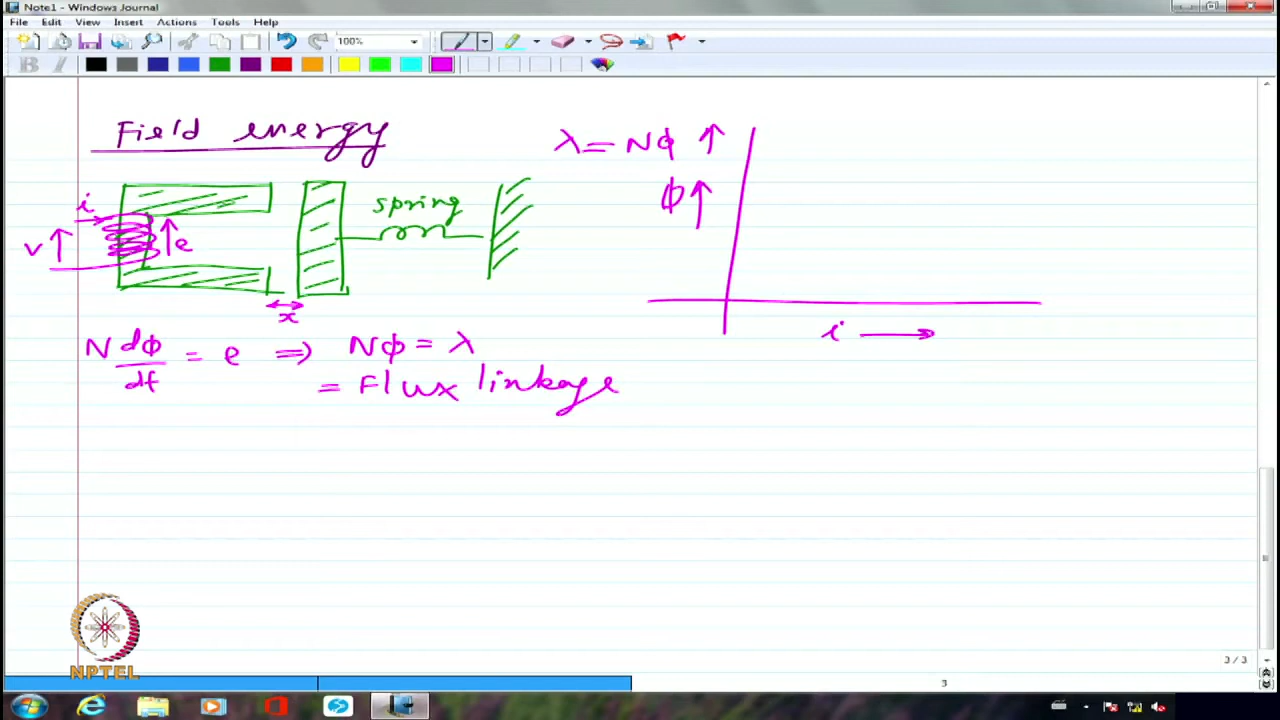 Note1 - Windows Journal
File Edit View Insert Actions Tools Help
100%
B I
Field energy
λ = Nϕ ↑
ϕ ↑
i
spring
v ↑
↑ e
x
i →
N dϕ/dt = e ⇒ Nϕ = λ
= Flux linkage
NPTEL
3 / 3
3